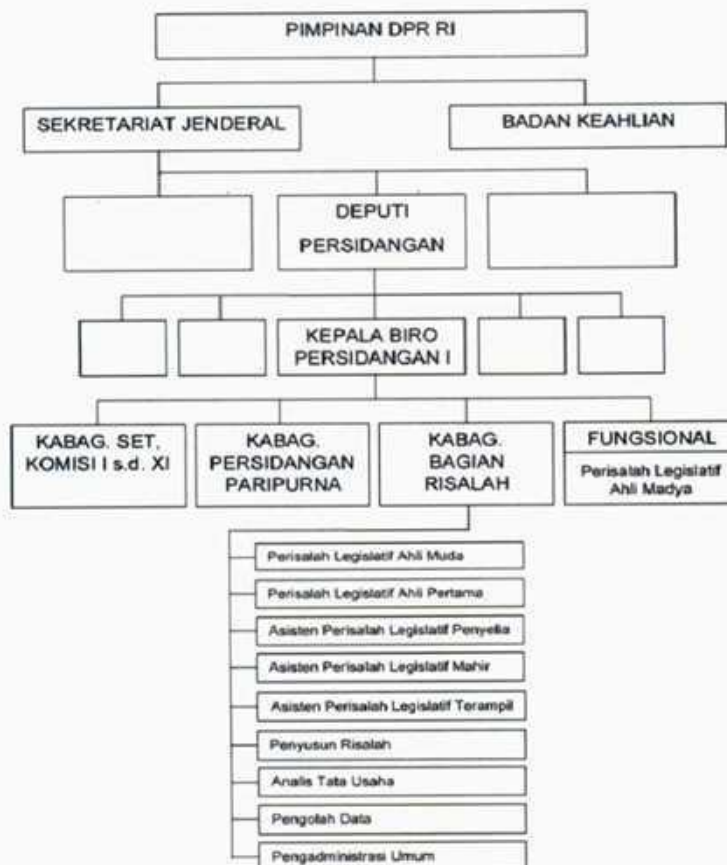 PIMPINAN DPR RI
SEKRETARIAT JENDERAL
BADAN KEAHLIAN
DEPUTI
PERSIDANGAN
KEPALA BIRO
PERSIDANGAN I
KABAG. SET,
KOMISI I s.d. XI
KABAG.
PERSIDANGAN
PARIPURNA
KABAG.
BAGIAN
RISALAH
FUNGSIONAL
Perisalah Legislatif
Ahli Madya
Perisalah Legislatif Ahli Muda
Perisalah Legislatif Ahli Pertama
Asisten Perisalah Legislatif Penyelia
Asisten Perisalah Legislatif Mahir
Asisten Perisalah Legislatif Terampil
Penyusun Risalah
Analis Tata Usaha
Pengolah Data
Pengadministrasi Umum